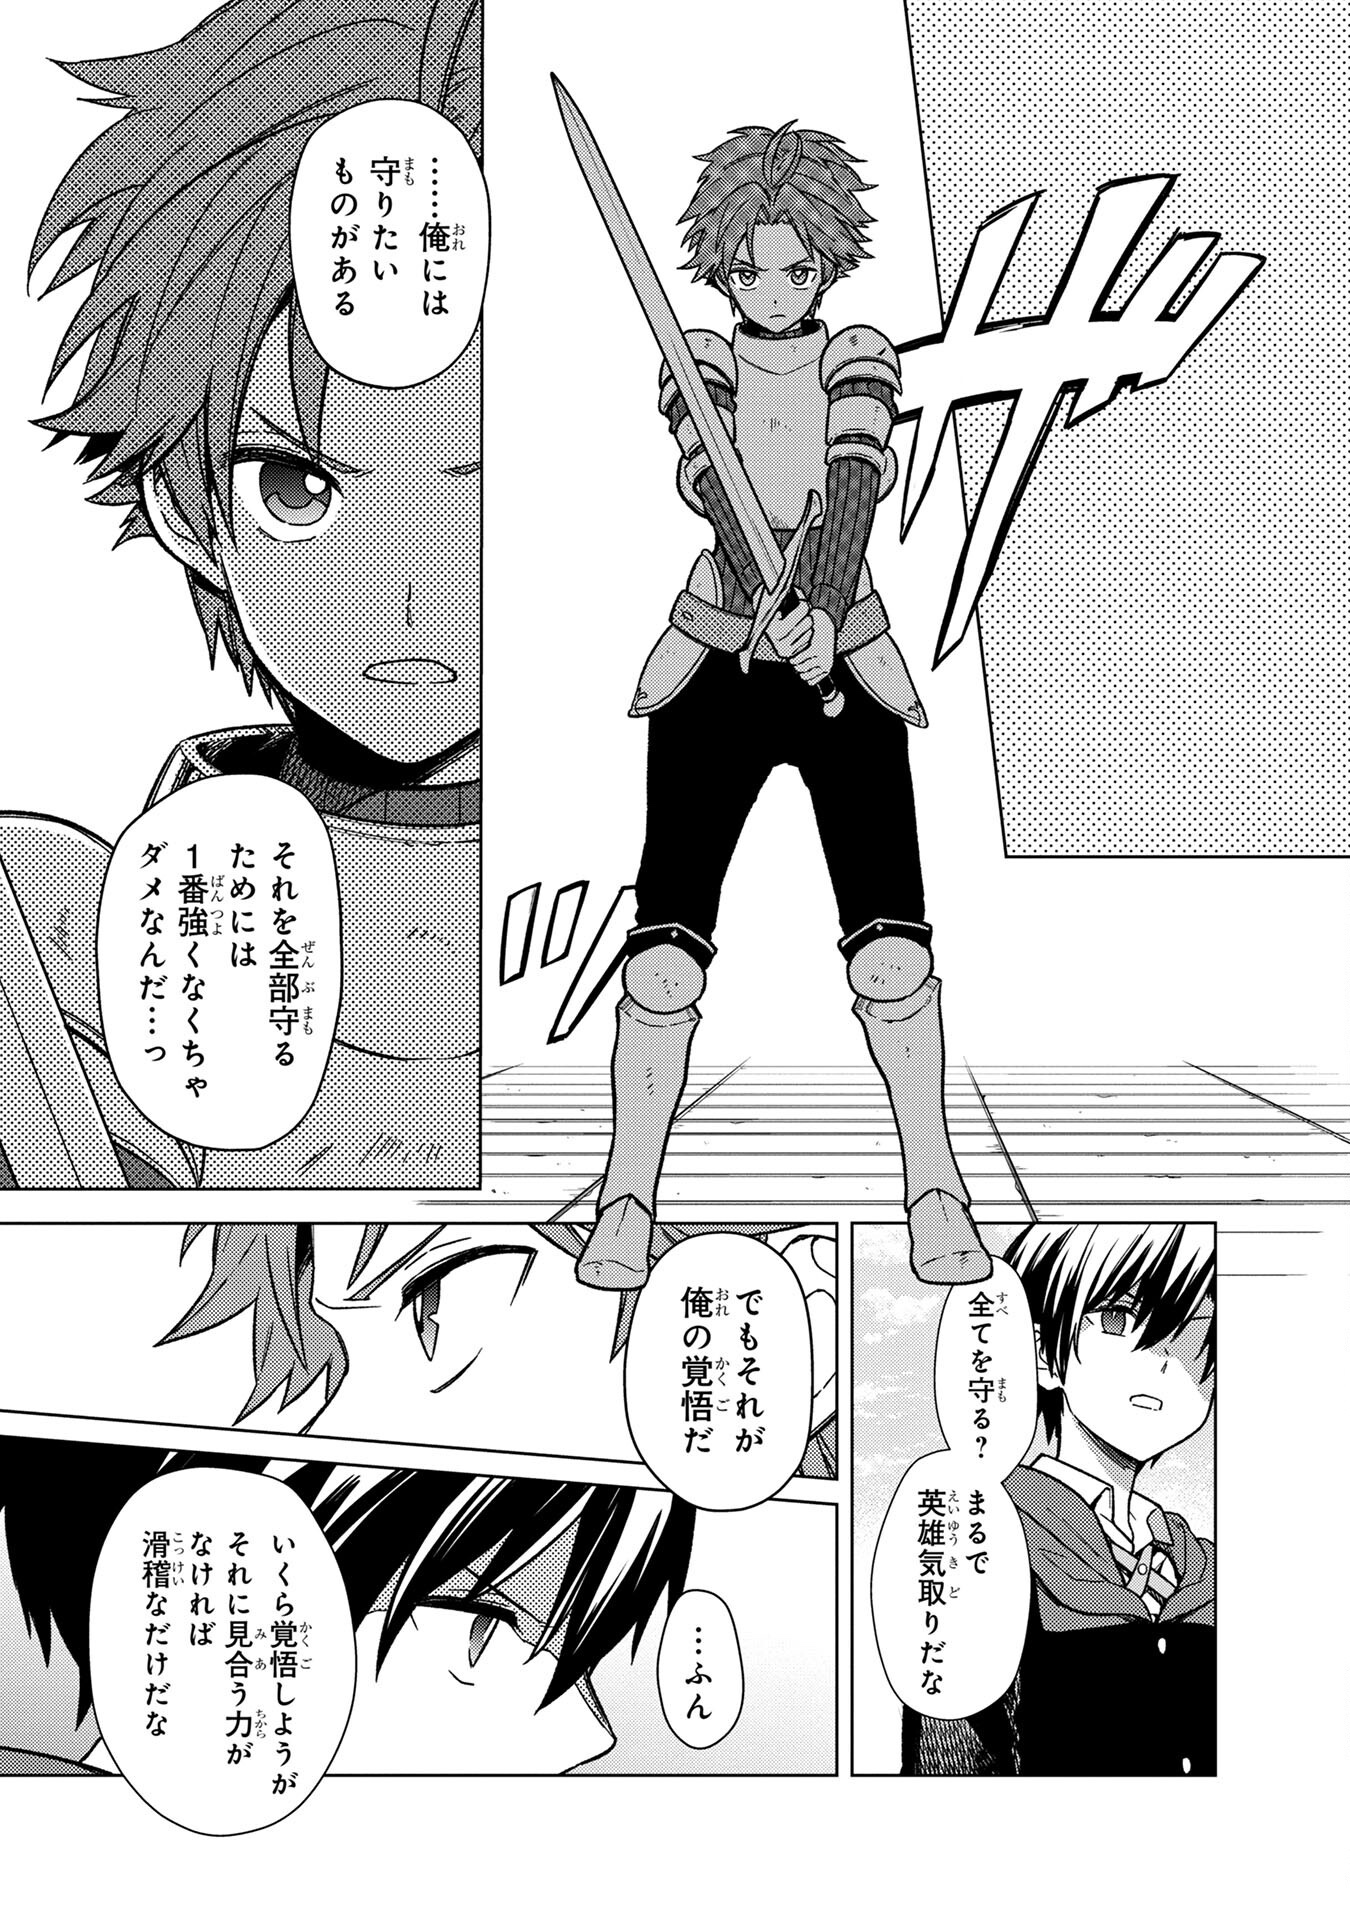 ザッ
……俺には
守りたい
ものがある
それを全部守る
ためには
1番強くなくちゃ
ダメなんだ…っ
全てを守る?
まるで
英雄気取りだな
でもそれが
俺の覚悟だ
…ふん
いくら覚悟しようが
それに見合う力が
なければ
滑稽なだけだな